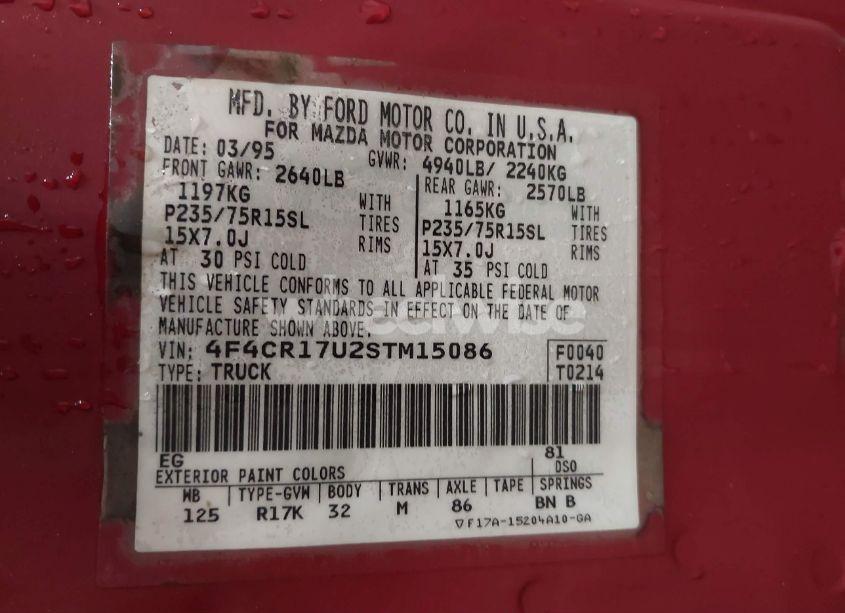 MFD. BY FORD MOTOR CO. IN U.S.A.
FOR MAZDA MOTOR CORPORATION
DATE: 03/95 GVWR: 4940LB/ 2240KG
FRONT GAWR: 2640LB REAR GAWR: 2570LB
1197KG WITH 1165KG WITH
P235/75R15SL TIRES P235/75R15SL TIRES
15X7.0J RIMS 15X7.0J RIMS
AT 30 PSI COLD AT 35 PSI COLD
THIS VEHICLE CONFORMS TO ALL APPLICABLE FEDERAL MOTOR
VEHICLE SAFETY STANDARDS IN EFFECT ON THE DATE OF
MANUFACTURE SHOWN ABOVE.
VIN: 4F4CR17U2STM15086 F0040
TYPE: TRUCK T0214
EG 81
EXTERIOR PAINT COLORS DSO
WB TYPE-GVW BODY TRANS AXLE TAPE SPRINGS
125 R17K 32 M 86 BN B
▽F17A-15204A10-GA